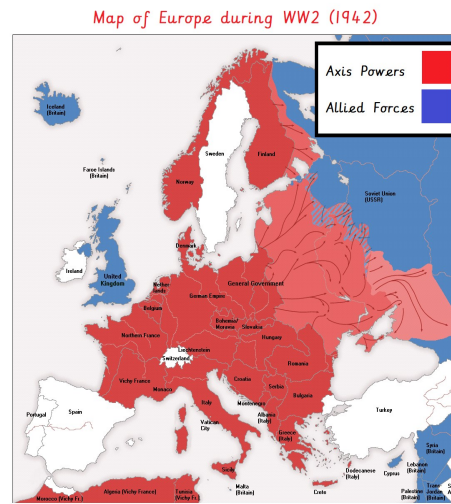 Map of Europe during WW2 (1942)
Axis Powers
Allied Forces
Iceland
(Britain)
Faroe Islands
(Britain)
Sweden
Finland
Norway
Soviet Union
(USSR)
Denmark
Ireland
United
Kingdom
Nether
lands
General Government
German Empire
Belgium
Bohemia/
Moravia
Slovakia
Northern France
Hungary
Liechtenstein
Switzerland
Romania
Vichy France
Croatia
Monaco
Serbia
Italy
Bulgaria
Montenegro
Portugal
Spain
Vatican
City
Albania
(Italy)
Turkey
Greece
(Italy)
Syria
(Britain)
Sicily
Lebanon
(Britain)
Dodecanese
(Italy)
Cyprus
Malta
(Britain)
Crete
Palestine
(Britain)
Trans
Jordan
(Britain)
Morocco (Vichy Fr.)
Algeria (Vichy France)
Tunisia
(Vichy Fr.)